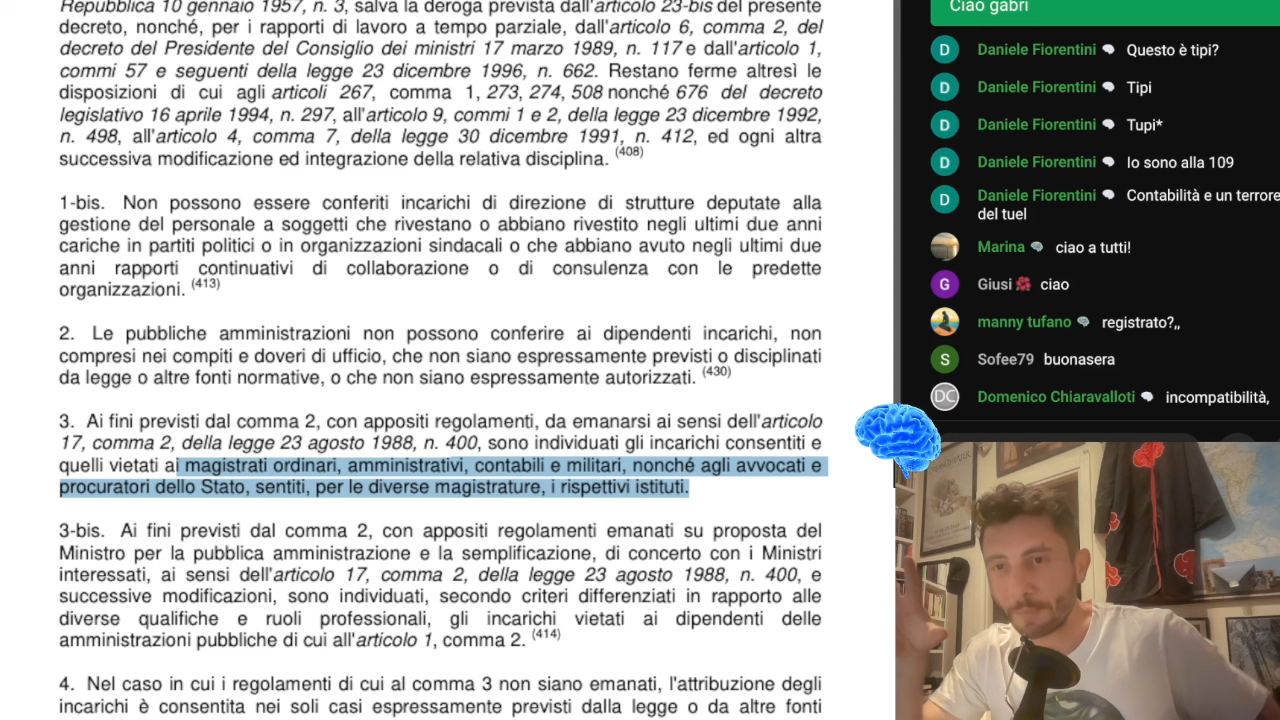 Repubblica 10 gennaio 1957, n. 3, salva la deroga prevista dall'articolo 23-bis del presente
decreto, nonché, per i rapporti di lavoro a tempo parziale, dall'articolo 6, comma 2, del
decreto del Presidente del Consiglio dei ministri 17 marzo 1989, n. 117 e dall'articolo 1,
commi 57 e seguenti della legge 23 dicembre 1996, n. 662. Restano ferme altresì le
disposizioni di cui agli articoli 267, comma 1, 273, 274, 508 nonché 676 del decreto
legislativo 16 aprile 1994, n. 297, all'articolo 9, commi 1 e 2, della legge 23 dicembre 1992,
n. 498, all'articolo 4, comma 7, della legge 30 dicembre 1991, n. 412, ed ogni altra
successiva modificazione ed integrazione della relativa disciplina. (408)
1-bis. Non possono essere conferiti incarichi di direzione di strutture deputate alla
gestione del personale a soggetti che rivestano o abbiano rivestito negli ultimi due anni
cariche in partiti politici o in organizzazioni sindacali o che abbiano avuto negli ultimi due
anni rapporti continuativi di collaborazione o di consulenza con le predette
organizzazioni. (413)
2. Le pubbliche amministrazioni non possono conferire ai dipendenti incarichi, non
compresi nei compiti e doveri di ufficio, che non siano espressamente previsti o disciplinati
da legge o altre fonti normative, o che non siano espressamente autorizzati. (430)
3. Ai fini previsti dal comma 2, con appositi regolamenti, da emanarsi ai sensi dell'articolo
17, comma 2, della legge 23 agosto 1988, n. 400, sono individuati gli incarichi consentiti e
quelli vietati ai magistrati ordinari, amministrativi, contabili e militari, nonché agli avvocati e
procuratori dello Stato, sentiti, per le diverse magistrature, i rispettivi istituti.
3-bis. Ai fini previsti dal comma 2, con appositi regolamenti emanati su proposta del
Ministro per la pubblica amministrazione e la semplificazione, di concerto con i Ministri
interessati, ai sensi dell'articolo 17, comma 2, della legge 23 agosto 1988, n. 400, e
successive modificazioni, sono individuati, secondo criteri differenziati in rapporto alle
diverse qualifiche e ruoli professionali, gli incarichi vietati ai dipendenti delle
amministrazioni pubbliche di cui all'articolo 1, comma 2. (414)
4. Nel caso in cui i regolamenti di cui al comma 3 non siano emanati, l'attribuzione degli
incarichi è consentita nei soli casi espressamente previsti dalla legge o da altre fonti
Ciao gabri
D Daniele Fiorentini Questo è tipi?
D Daniele Fiorentini Tipi
D Daniele Fiorentini Tupi*
D Daniele Fiorentini Io sono alla 109
D Daniele Fiorentini Contabilità e un terrore
del tuel
Marina ciao a tutti!
G Giusi ciao
manny tufano registrato?,,
S Sofee79 buonasera
DC Domenico Chiaravalloti incompatibilità,